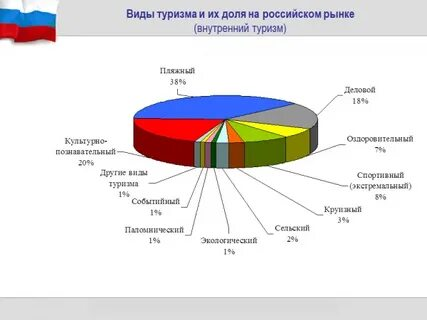 Виды туризма и их доля на российском рынке
(внутренний туризм)
Пляжный
38%
Деловой
18%
Оздоровительный
7%
Спортивный
(экстремальный)
8%
Круизный
3%
Сельский
2%
Экологический
1%
Паломнический
1%
Событийный
1%
Другие виды
туризма
1%
Культурно-
познавательный
20%